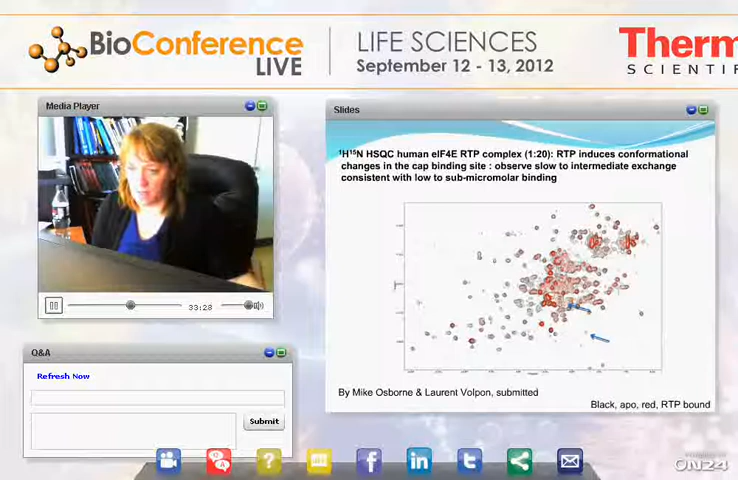 BioConference
LIVE
LIFE SCIENCES
September 12 - 13, 2012
Therm
SCIENTIF
Media Player
33:28
Slides
¹H¹⁵N HSQC human eIF4E RTP complex (1:20): RTP induces conformational
changes in the cap binding site : observe slow to intermediate exchange
consistent with low to sub-micromolar binding
By Mike Osborne & Laurent Volpon, submitted
Black, apo, red, RTP bound
Q&A
Refresh Now
Submit
Q
A
?
f
in
ON24